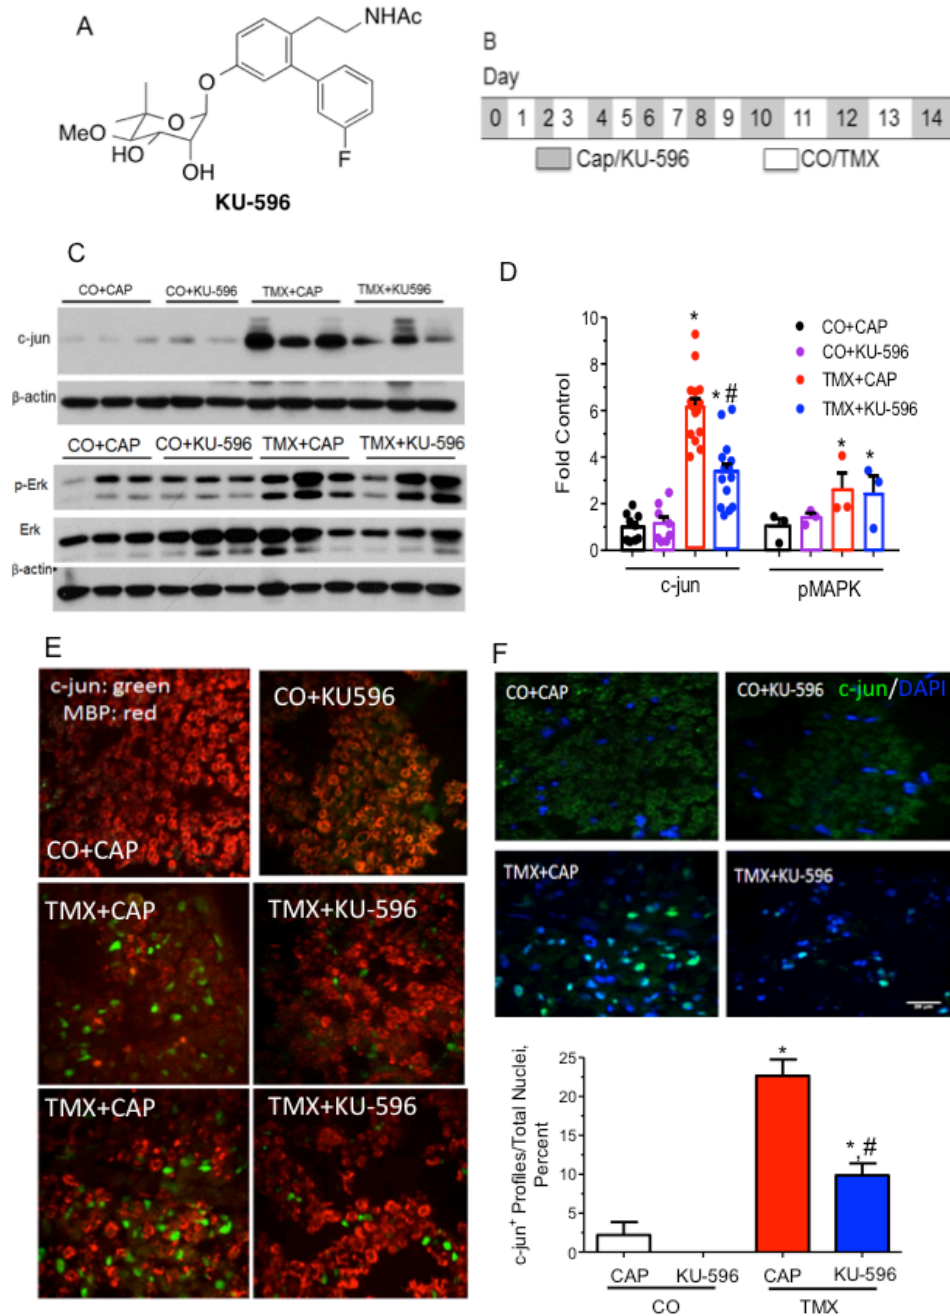 A
NHAc
O
O
MeO
HO
OH
F
KU-596
B
Day
0 1 2 3 4 5 6 7 8 9 10 11 12 13 14
Cap/KU-596 CO/TMX
C
CO+CAP CO+KU-596 TMX+CAP TMX+KU596
c-jun
β-actin
CO+CAP CO+KU-596 TMX+CAP TMX+KU-596
p-Erk
Erk
β-actin
D
Fold Control
10
8
6
4
2
0
*
* #
*
*
CO+CAP
CO+KU-596
TMX+CAP
TMX+KU-596
c-jun pMAPK
E
c-jun: green
MBP: red
CO+CAP
CO+KU596
TMX+CAP
TMX+KU-596
TMX+CAP
TMX+KU-596
F
CO+CAP
CO+KU-596 c-jun/DAPI
TMX+CAP
TMX+KU-596
c-jun⁺ Profiles/Total Nuclei,
Percent
25
20
15
10
5
0
*
*,#
CAP KU-596 CAP KU-596
CO TMX